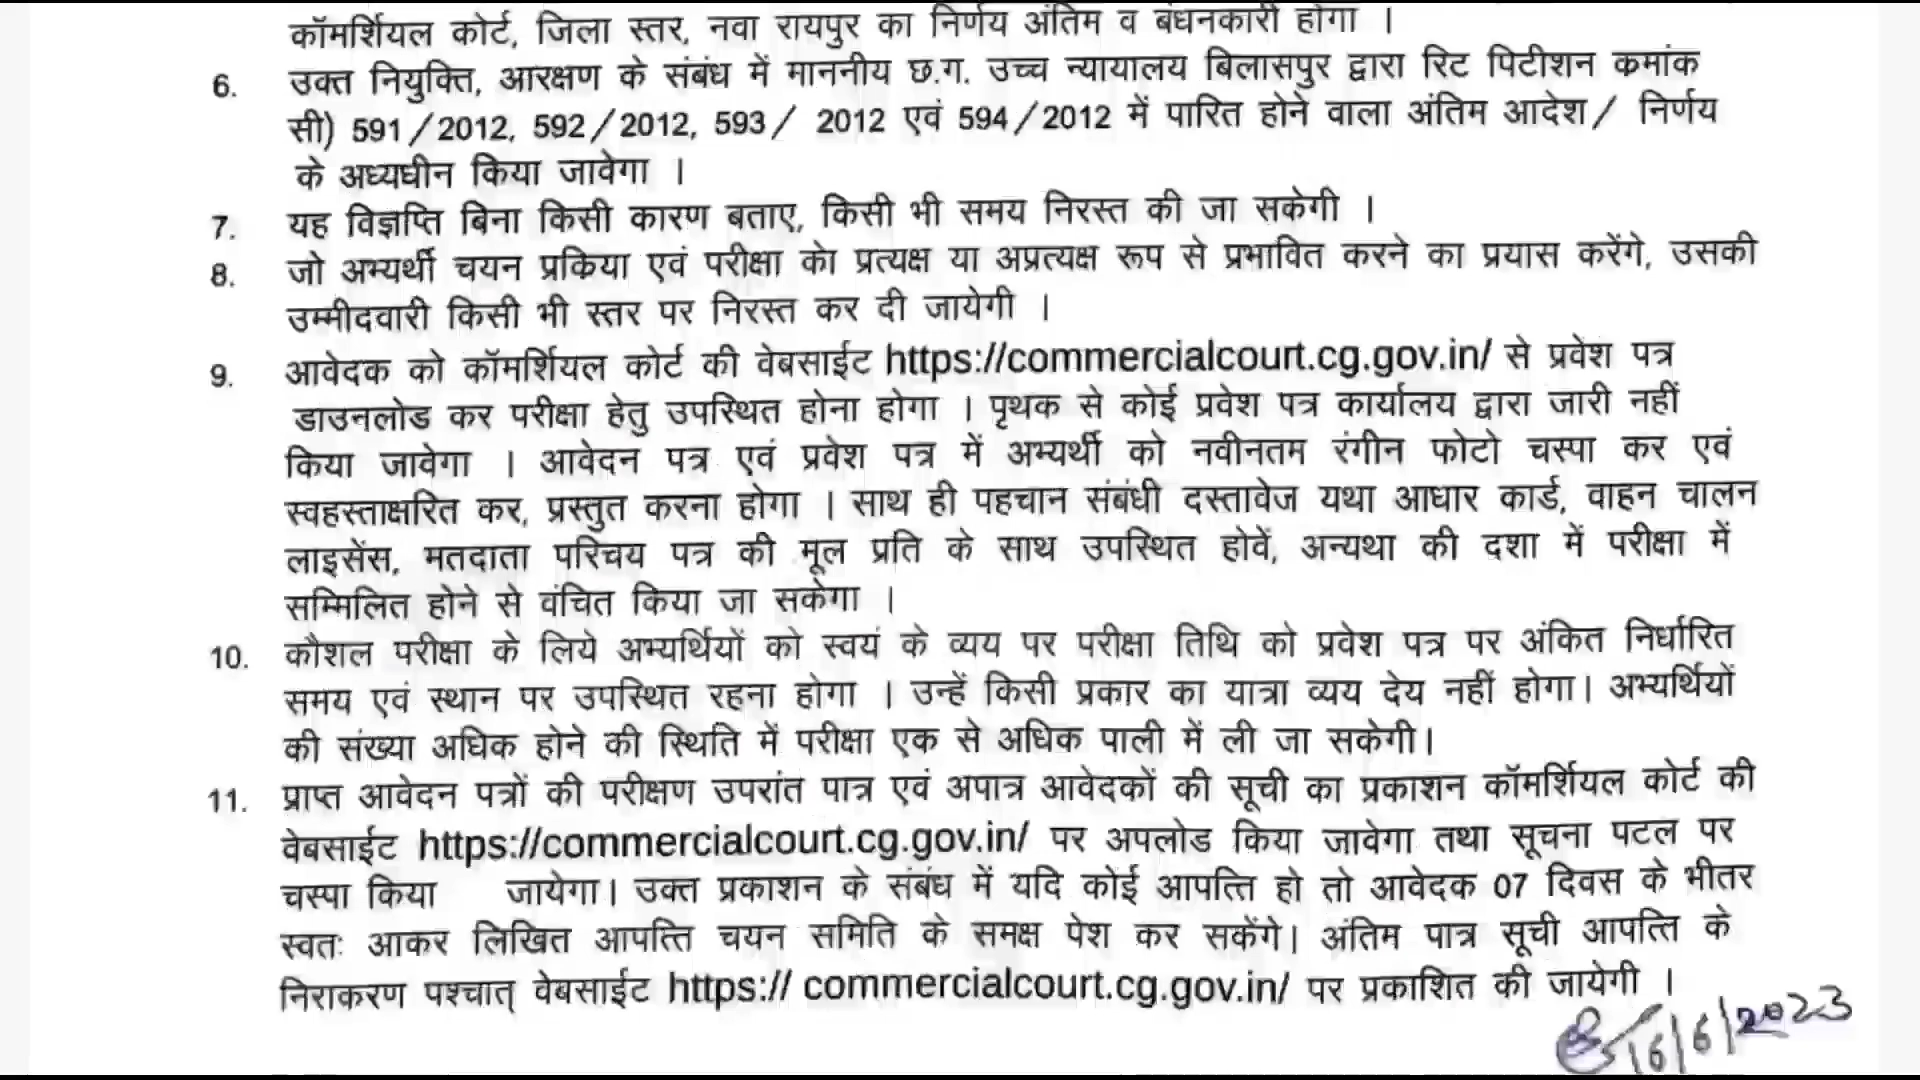 कॉमर्शियल कोर्ट, जिला स्तर, नवा रायपुर का निर्णय अंतिम व बंधनकारी होगा ।
6. उक्त नियुक्ति, आरक्षण के संबंध में माननीय छ.ग. उच्च न्यायालय बिलासपुर द्वारा रिट पिटीशन कमांक
सी) 591/2012, 592/2012, 593/ 2012 एवं 594/2012 में पारित होने वाला अंतिम आदेश/ निर्णय
के अध्यधीन किया जावेगा ।
7. यह विज्ञप्ति बिना किसी कारण बताए, किसी भी समय निरस्त की जा सकेगी ।
8. जो अभ्यर्थी चयन प्रकिया एवं परीक्षा को प्रत्यक्ष या अप्रत्यक्ष रूप से प्रभावित करने का प्रयास करेंगे, उसकी
उम्मीदवारी किसी भी स्तर पर निरस्त कर दी जायेगी ।
9. आवेदक को कॉमर्शियल कोर्ट की वेबसाईट https://commercialcourt.cg.gov.in/ से प्रवेश पत्र
डाउनलोड कर परीक्षा हेतु उपस्थित होना होगा । पृथक से कोई प्रवेश पत्र कार्यालय द्वारा जारी नहीं
किया जावेगा । आवेदन पत्र एवं प्रवेश पत्र में अभ्यर्थी को नवीनतम रंगीन फोटो चस्पा कर एवं
स्वहस्ताक्षरित कर, प्रस्तुत करना होगा । साथ ही पहचान संबंधी दस्तावेज यथा आधार कार्ड, वाहन चालन
लाइसेंस, मतदाता परिचय पत्र की मूल प्रति के साथ उपस्थित होवें, अन्यथा की दशा में परीक्षा में
सम्मिलित होने से वंचित किया जा सकेगा ।
10. कौशल परीक्षा के लिये अभ्यर्थियों को स्वयं के व्यय पर परीक्षा तिथि को प्रवेश पत्र पर अंकित निर्धारित
समय एवं स्थान पर उपस्थित रहना होगा । उन्हें किसी प्रकार का यात्रा व्यय देय नहीं होगा। अभ्यर्थियों
की संख्या अधिक होने की स्थिति में परीक्षा एक से अधिक पाली में ली जा सकेगी।
11. प्राप्त आवेदन पत्रों की परीक्षण उपरांत पात्र एवं अपात्र आवेदकों की सूची का प्रकाशन कॉमर्शियल कोर्ट की
वेबसाईट https://commercialcourt.cg.gov.in/ पर अपलोड किया जावेगा तथा सूचना पटल पर
चस्पा किया जायेगा। उक्त प्रकाशन के संबंध में यदि कोई आपत्ति हो तो आवेदक 07 दिवस के भीतर
स्वतः आकर लिखित आपत्ति चयन समिति के समक्ष पेश कर सकेंगे। अंतिम पात्र सूची आपत्ति के
निराकरण पश्चात् वेबसाईट https:// commercialcourt.cg.gov.in/ पर प्रकाशित की जायेगी ।
16/6/2023